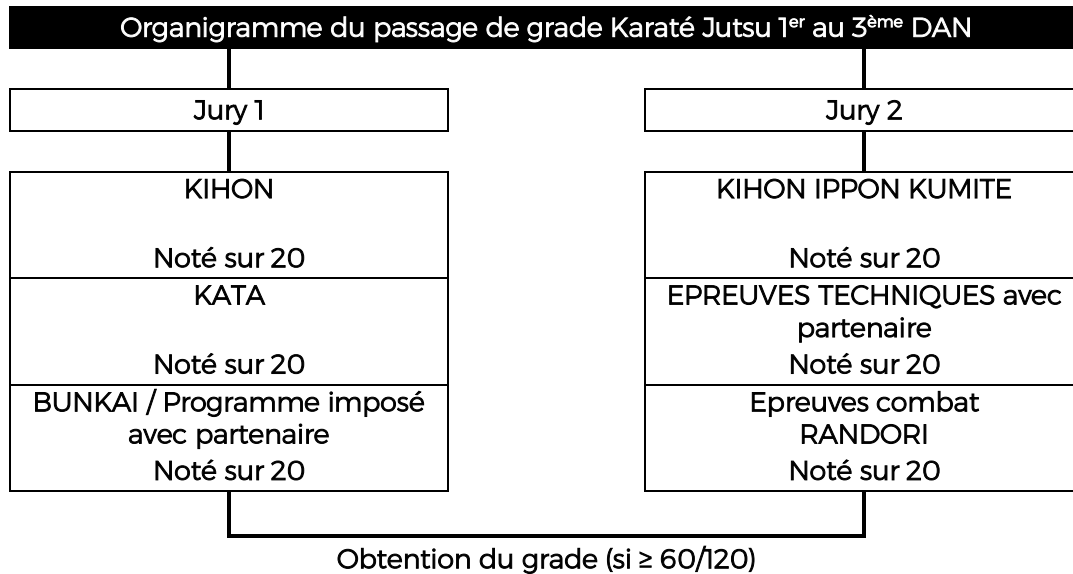 Organigramme du passage de grade Karaté Jutsu 1er au 3ème DAN
Jury 1
KIHON
Noté sur 20
KATA
Noté sur 20
BUNKAI / Programme imposé
avec partenaire
Noté sur 20
Jury 2
KIHON IPPON KUMITE
Noté sur 20
EPREUVES TECHNIQUES avec
partenaire
Noté sur 20
Epreuves combat
RANDORI
Noté sur 20
Obtention du grade (si ≥ 60/120)